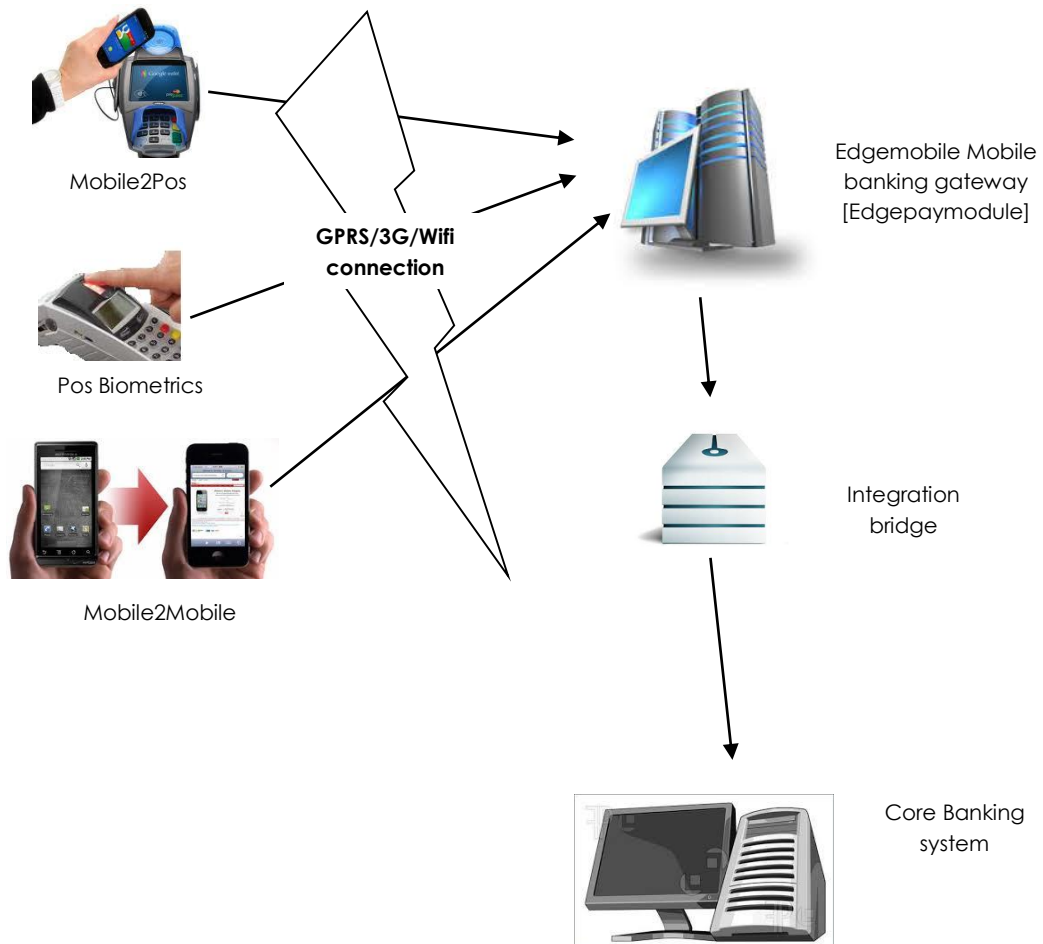 Mobile2Pos
GPRS/3G/Wifi
connection
Pos Biometrics
Mobile2Mobile
Edgemobile Mobile
banking gateway
[Edgepaymodule]
Integration
bridge
Core Banking
system